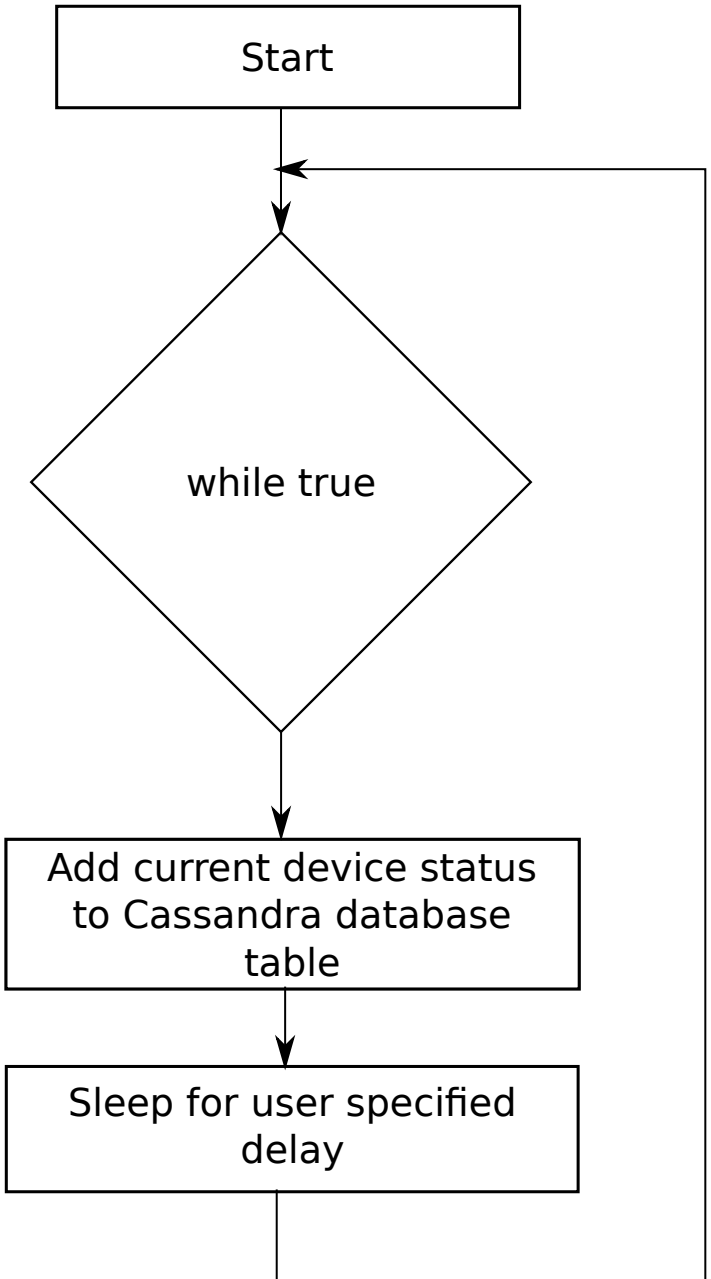 Start
while true
Add current device status
to Cassandra database
table
Sleep for user specified
delay